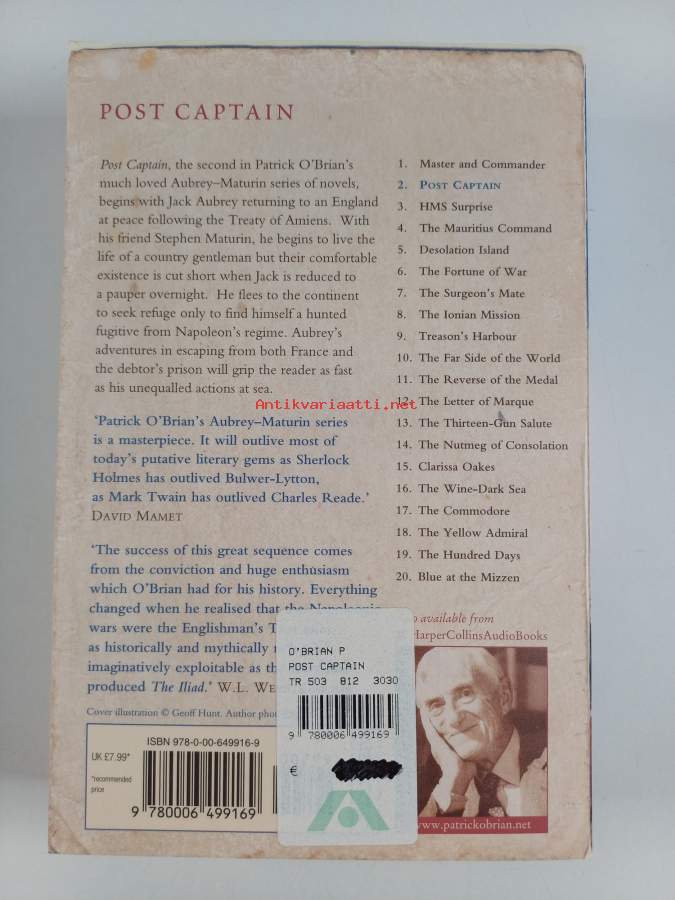 POST CAPTAIN
Post Captain, the second in Patrick O'Brian's
much loved Aubrey–Maturin series of novels,
begins with Jack Aubrey returning to an England
at peace following the Treaty of Amiens. With
his friend Stephen Maturin, he begins to live the
life of a country gentleman but their comfortable
existence is cut short when Jack is reduced to
a pauper overnight. He flees to the continent
to seek refuge only to find himself a hunted
fugitive from Napoleon's regime. Aubrey's
adventures in escaping from both France and
the debtor's prison will grip the reader as fast
as his unequalled actions at sea.
'Patrick O'Brian's Aubrey–Maturin series
is a masterpiece. It will outlive most of
today's putative literary gems as Sherlock
Holmes has outlived Bulwer-Lytton,
as Mark Twain has outlived Charles Reade.'
DAVID MAMET
'The success of this great sequence comes
from the conviction and huge enthusiasm
which O'Brian had for his history. Everything
changed when he realised that the Napoleonic
wars were the Englishman's
as historically and mythically
imaginatively exploitable as
produced The Iliad.' W.L.
Cover illustration © Geoff Hunt. Author
1. Master and Commander
2. POST CAPTAIN
3. HMS Surprise
4. The Mauritius Command
5. Desolation Island
6. The Fortune of War
7. The Surgeon's Mate
8. The Ionian Mission
9. Treason's Harbour
10. The Far Side of the World
11. The Reverse of the Medal
12. The Letter of Marque
13. The Thirteen-Gun Salute
14. The Nutmeg of Consolation
15. Clarissa Oakes
16. The Wine-Dark Sea
17. The Commodore
18. The Yellow Admiral
19. The Hundred Days
20. Blue at the Mizzen
available from
HarperCollinsAudioBooks
www.patrickobrian.net
Antikvariaatti.net
ISBN 978-0-00-649916-9
UK £7.99*
*recommended
price
9 780006 499169
O'BRIAN P
POST CAPTAIN
TR 503 812 3030
9 780006 499169
€